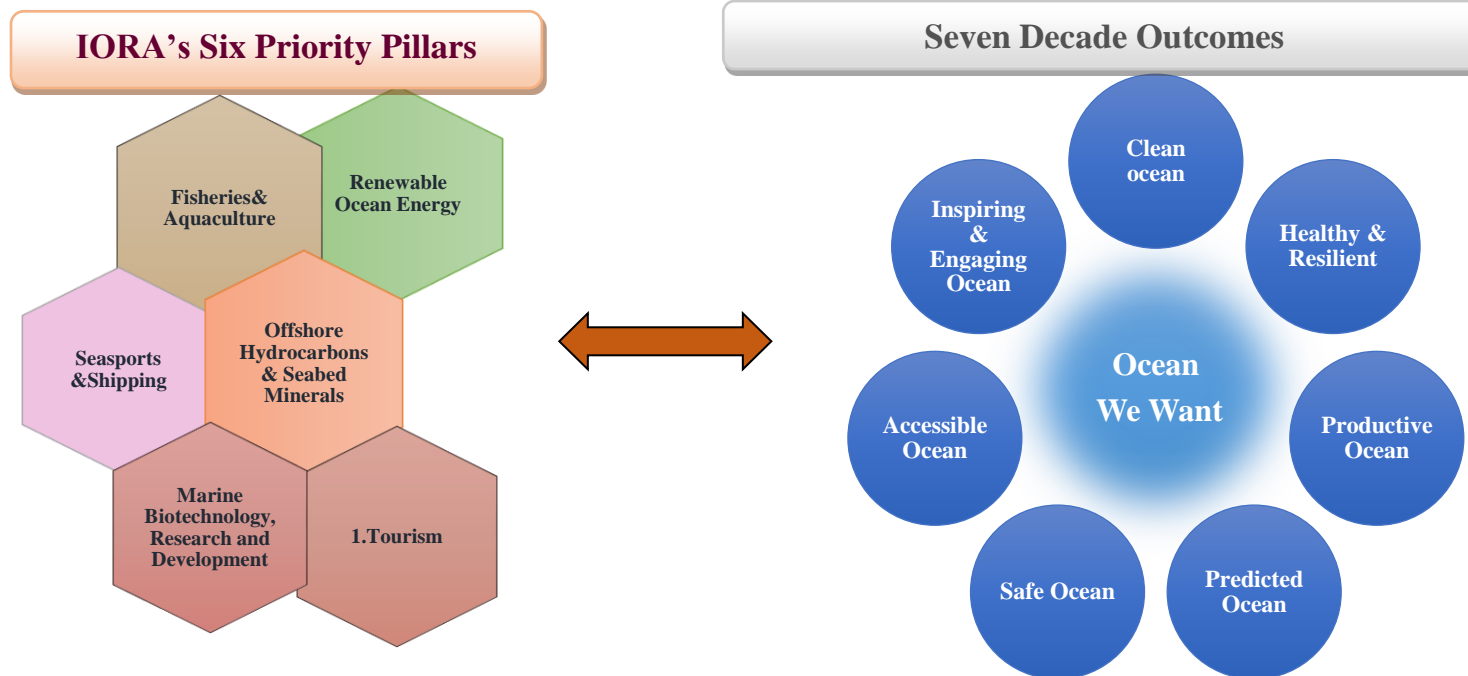 IORA's Six Priority Pillars
Fisheries&
Aquaculture
Renewable
Ocean Energy
Seasports
&Shipping
Offshore
Hydrocarbons
& Seabed
Minerals
Marine
Biotechnology,
Research and
Development
1.Tourism
Seven Decade Outcomes
Clean
ocean
Healthy &
Resilient
Productive
Ocean
Predicted
Ocean
Safe Ocean
Accessible
Ocean
Inspiring
&
Engaging
Ocean
Ocean
We Want